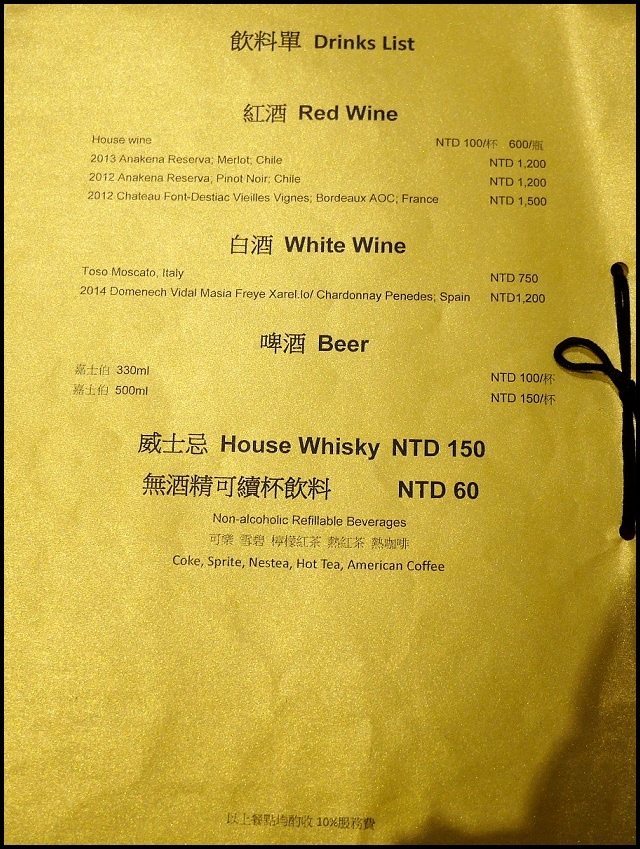 飲料單 Drinks List
紅酒 Red Wine
House wine NTD 100/杯 600/瓶
2013 Anakena Reserva; Merlot; Chile NTD 1,200
2012 Anakena Reserva, Pinot Noir; Chile NTD 1,200
2012 Chateau Font-Destiac Vieilles Vignes; Bordeaux AOC; France NTD 1,500
白酒 White Wine
Toso Moscato, Italy NTD 750
2014 Domenech Vidal Masia Freye Xarel.lo/ Chardonnay Penedes; Spain NTD1,200
啤酒 Beer
嘉士伯 330ml NTD 100/杯
嘉士伯 500ml NTD 150/杯
威士忌 House Whisky NTD 150
無酒精可續杯飲料 NTD 60
Non-alcoholic Refillable Beverages
可樂 雪碧 檸檬紅茶 熱紅茶 熱咖啡
Coke, Sprite, Nestea, Hot Tea, American Coffee
以上餐點均酌收 10%服務費